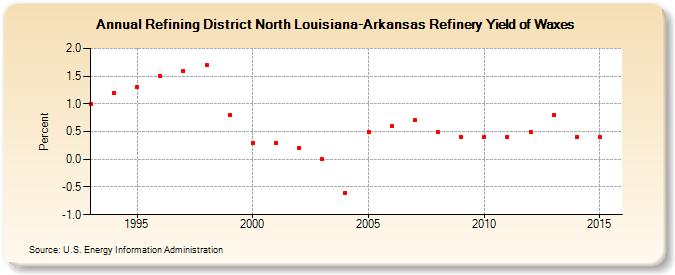 Annual Refining District North Louisiana-Arkansas Refinery Yield of Waxes
Percent
2.0
1.5
1.0
0.5
0.0
-0.5
-1.0
1995 2000 2005 2010 2015
Source: U.S. Energy Information Administration